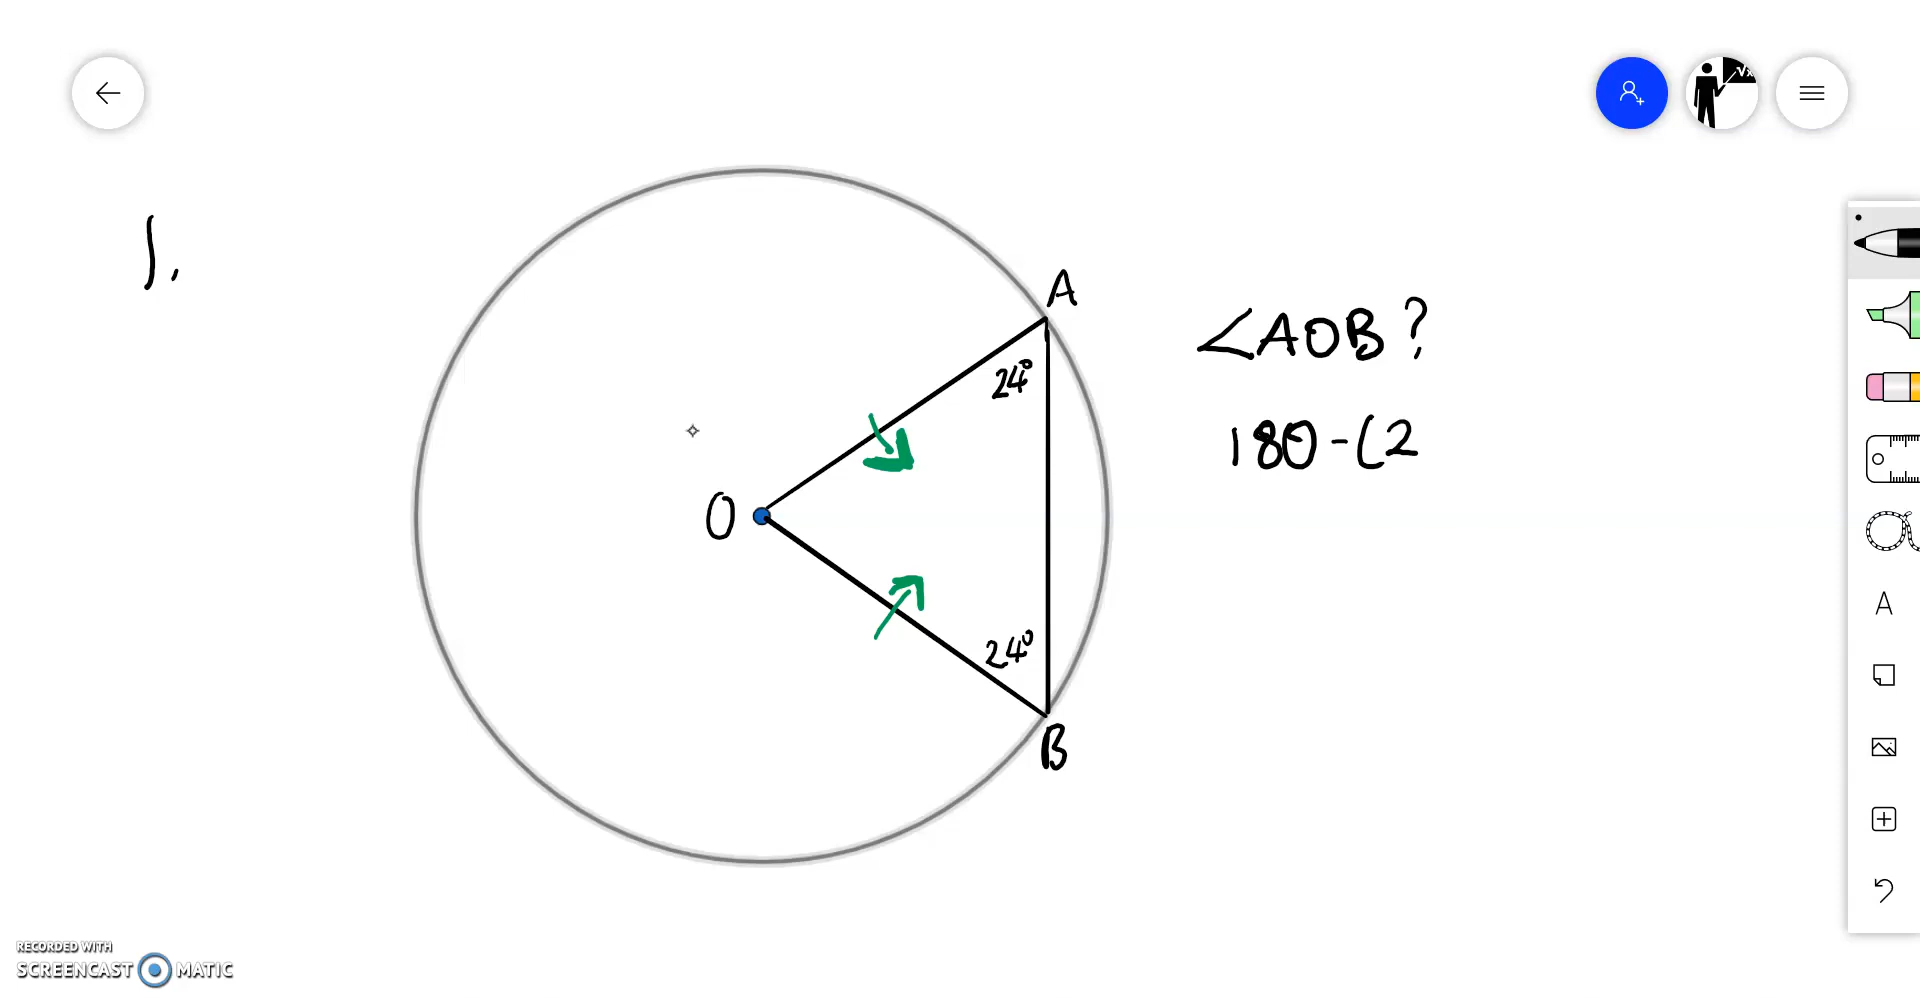 √x
1.
A
∠AOB?
24°
180-(2
O
24°
B
A
RECORDED WITH
SCREENCAST MATIC